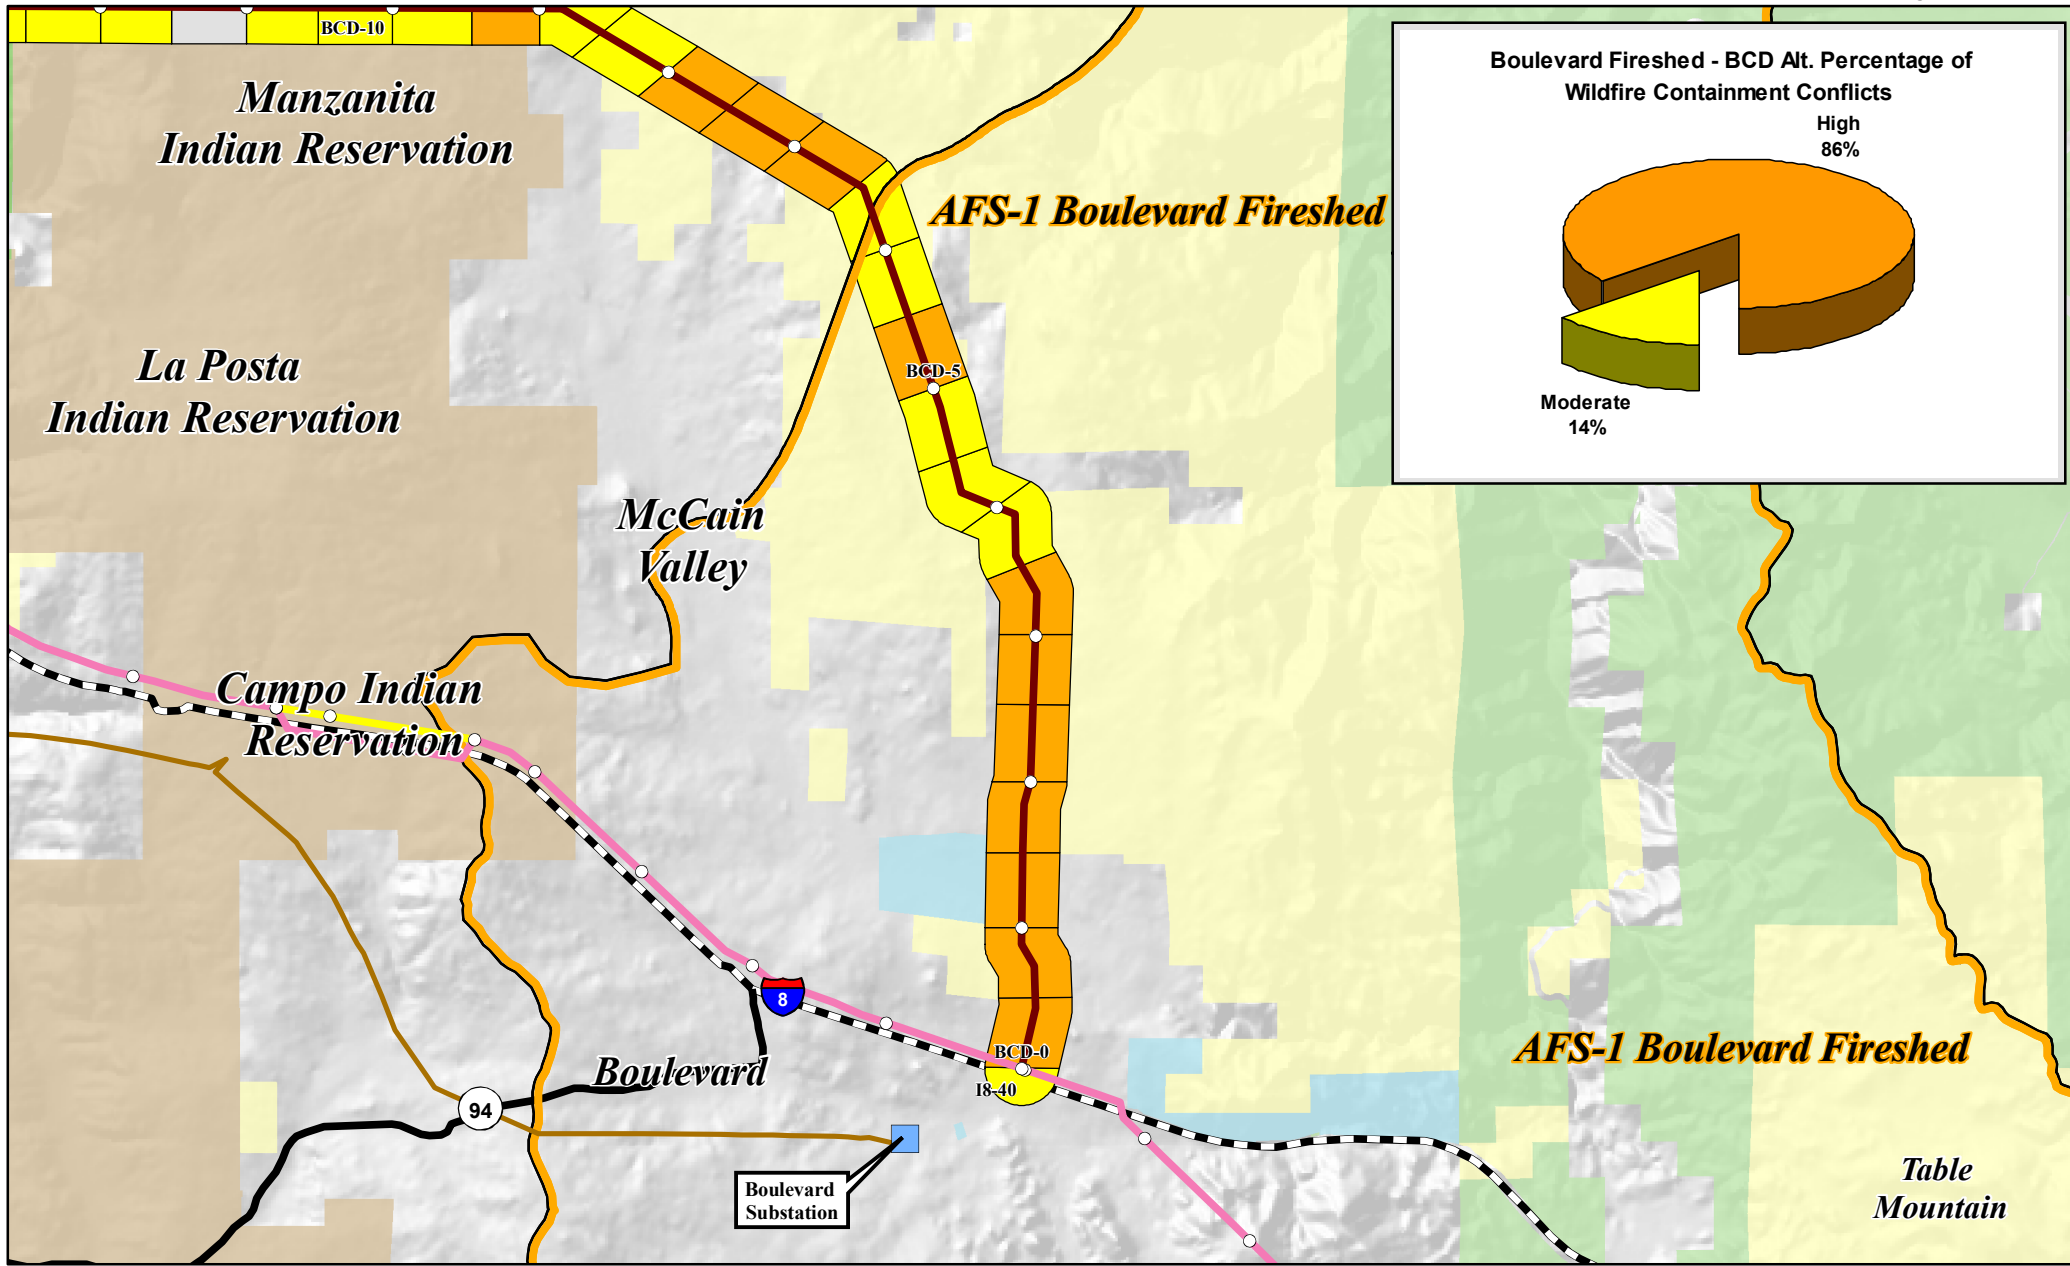 BCD-10
Manzanita
Indian Reservation
Boulevard Fireshed - BCD Alt. Percentage of
Wildfire Containment Conflicts
High
86%
Moderate
14%
AFS-1 Boulevard Fireshed
La Posta
Indian Reservation
BCD-5
McCain
Valley
Campo Indian
Reservation
8
BCD-0
I8-40
AFS-1 Boulevard Fireshed
Boulevard
94
Boulevard
Substation
Table
Mountain